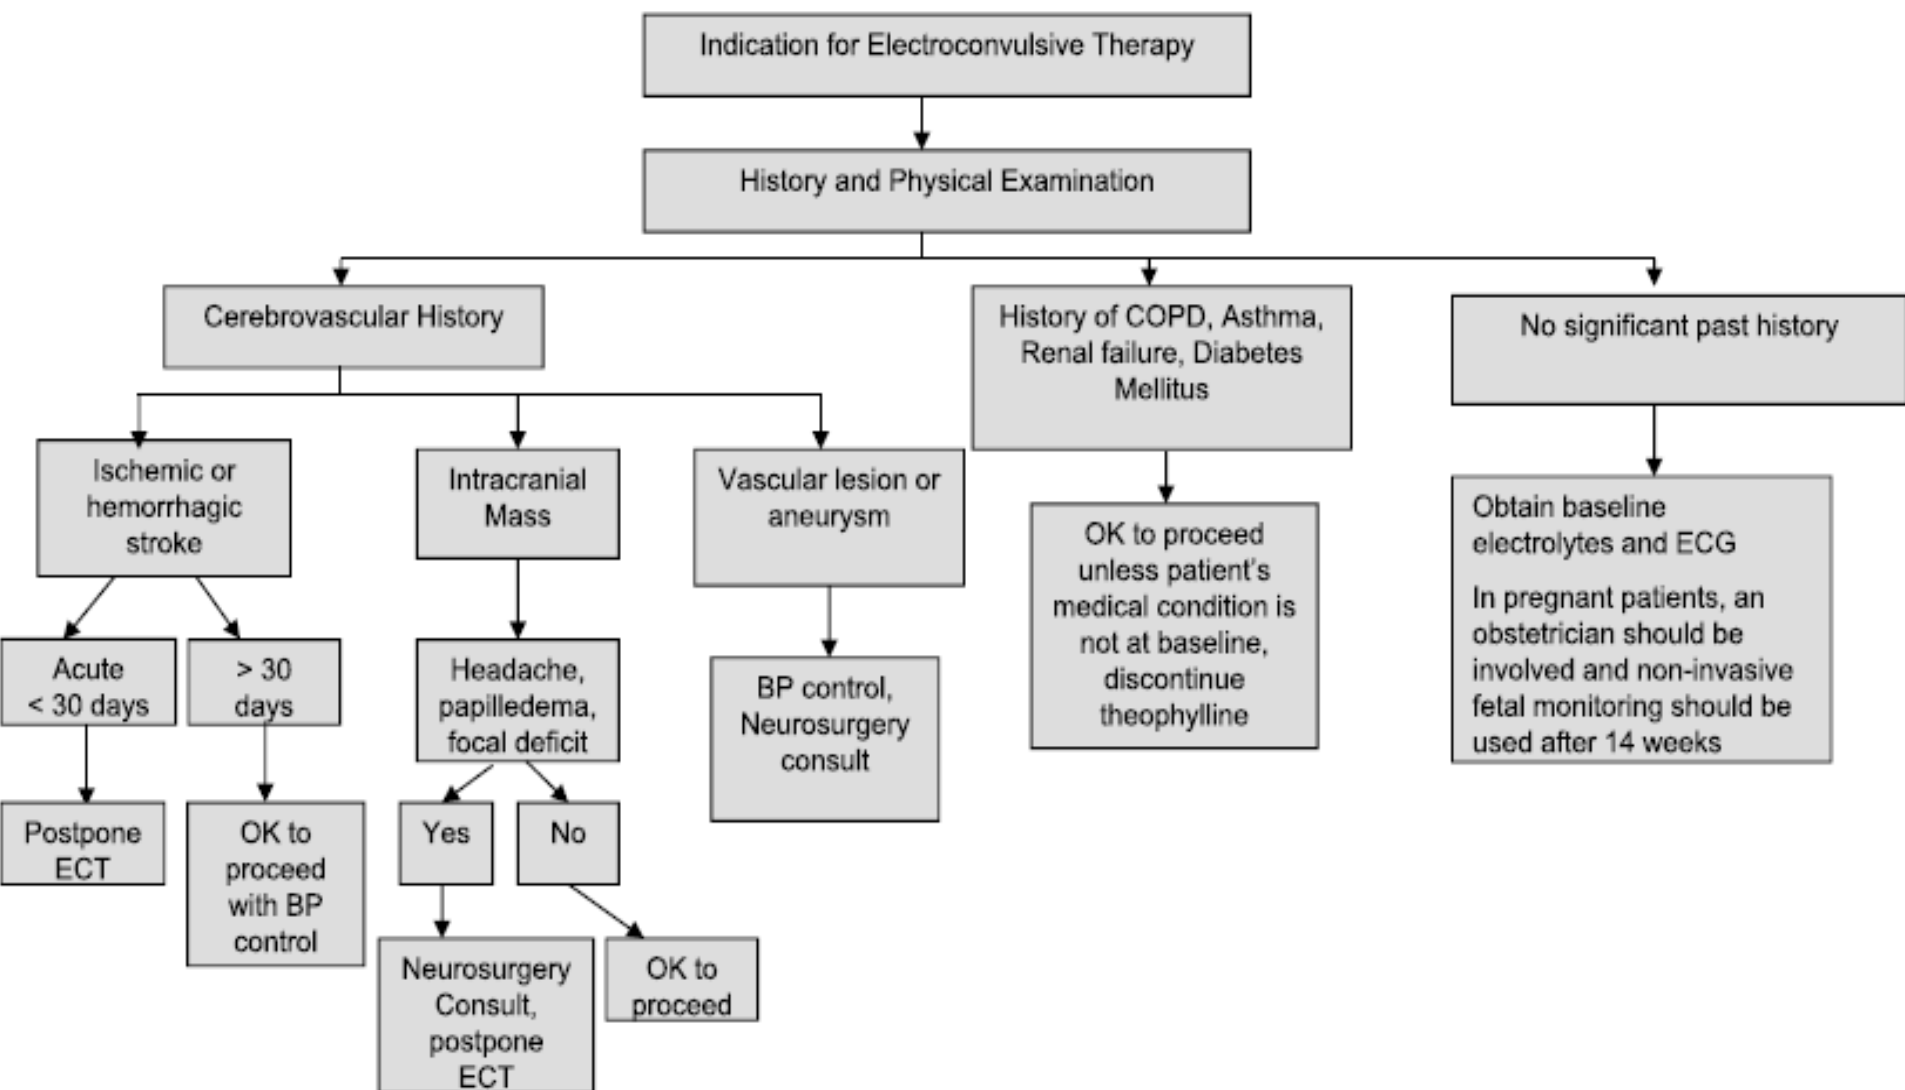 Indication for Electroconvulsive Therapy
History and Physical Examination
Cerebrovascular History
History of COPD, Asthma,
Renal failure, Diabetes
Mellitus
No significant past history
Ischemic or
hemorrhagic
stroke
Intracranial
Mass
Vascular lesion or
aneurysm
OK to proceed
unless patient's
medical condition is
not at baseline,
discontinue
theophylline
Obtain baseline
electrolytes and ECG
In pregnant patients, an
obstetrician should be
involved and non-invasive
fetal monitoring should be
used after 14 weeks
Acute
< 30 days
> 30
days
Headache,
papilledema,
focal deficit
BP control,
Neurosurgery
consult
Postpone
ECT
OK to
proceed
with BP
control
Yes
No
Neurosurgery
Consult,
postpone
ECT
OK to
proceed